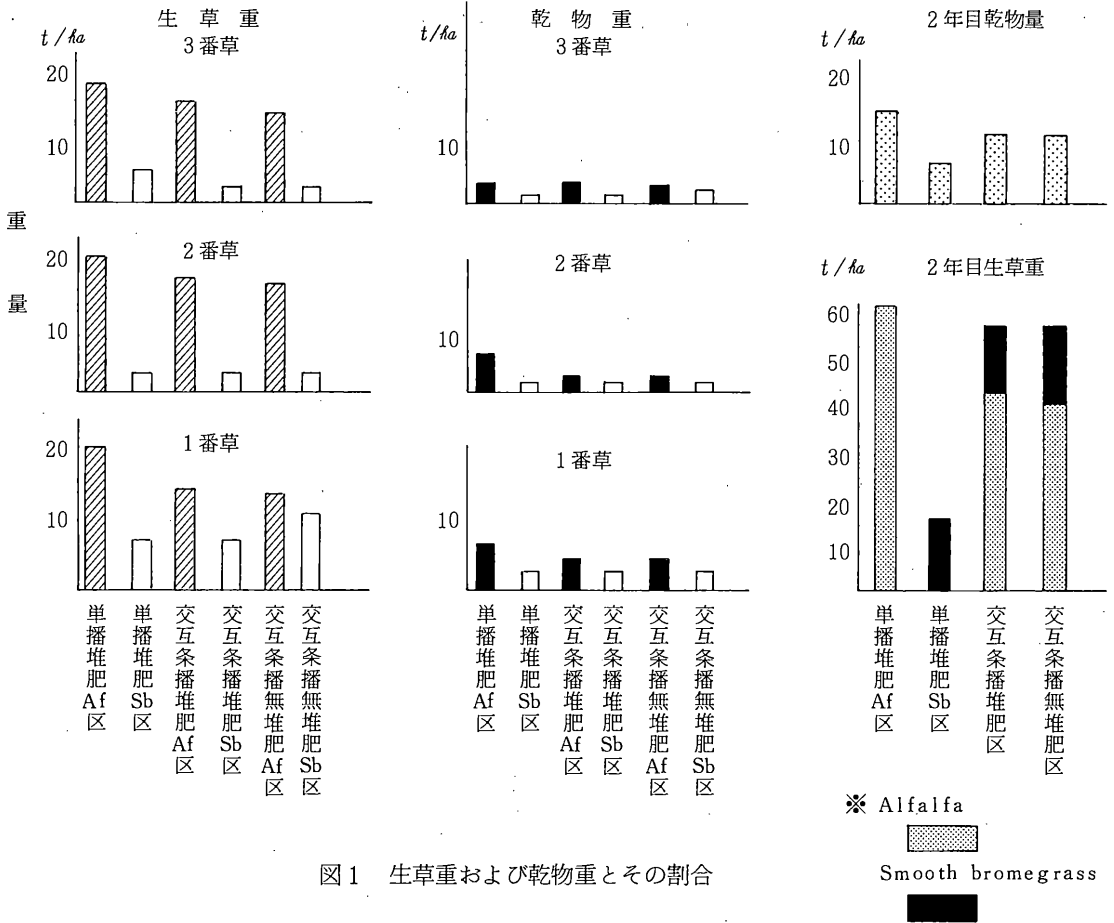 生草重
t/ha
3番草
20
10
2番草
20
10
1番草
20
10
重量
単播堆肥Af区
単播堆肥Sb区
交互条播堆肥Af区
交互条播堆肥Sb区
交互条播無堆肥Af区
交互条播無堆肥Sb区
乾物重
t/ha
3番草
10
2番草
10
1番草
10
単播堆肥Af区
単播堆肥Sb区
交互条播堆肥Af区
交互条播堆肥Sb区
交互条播無堆肥Af区
交互条播無堆肥Sb区
2年目乾物量
t/ha
20
10
2年目生草重
t/ha
60
50
40
30
20
10
単播堆肥Af区
単播堆肥Sb区
交互条播堆肥区
交互条播無堆肥区
※ Alfalfa
Smooth bromegrass
図1 生草重および乾物重とその割合